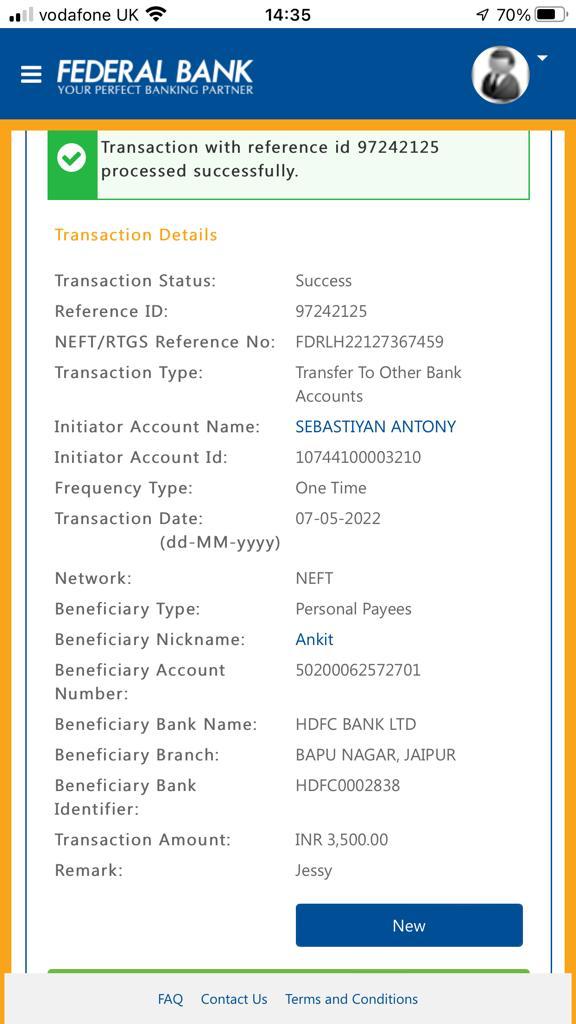 vodafone UK 14:35 70%
FEDERAL BANK
YOUR PERFECT BANKING PARTNER
Transaction with reference id 97242125
processed successfully.
Transaction Details
Transaction Status: Success
Reference ID: 97242125
NEFT/RTGS Reference No: FDRLH22127367459
Transaction Type: Transfer To Other Bank
Accounts
Initiator Account Name: SEBASTIYAN ANTONY
Initiator Account Id: 10744100003210
Frequency Type: One Time
Transaction Date: 07-05-2022
(dd-MM-yyyy)
Network: NEFT
Beneficiary Type: Personal Payees
Beneficiary Nickname: Ankit
Beneficiary Account 50200062572701
Number:
Beneficiary Bank Name: HDFC BANK LTD
Beneficiary Branch: BAPU NAGAR, JAIPUR
Beneficiary Bank HDFC0002838
Identifier:
Transaction Amount: INR 3,500.00
Remark: Jessy
New
FAQ Contact Us Terms and Conditions